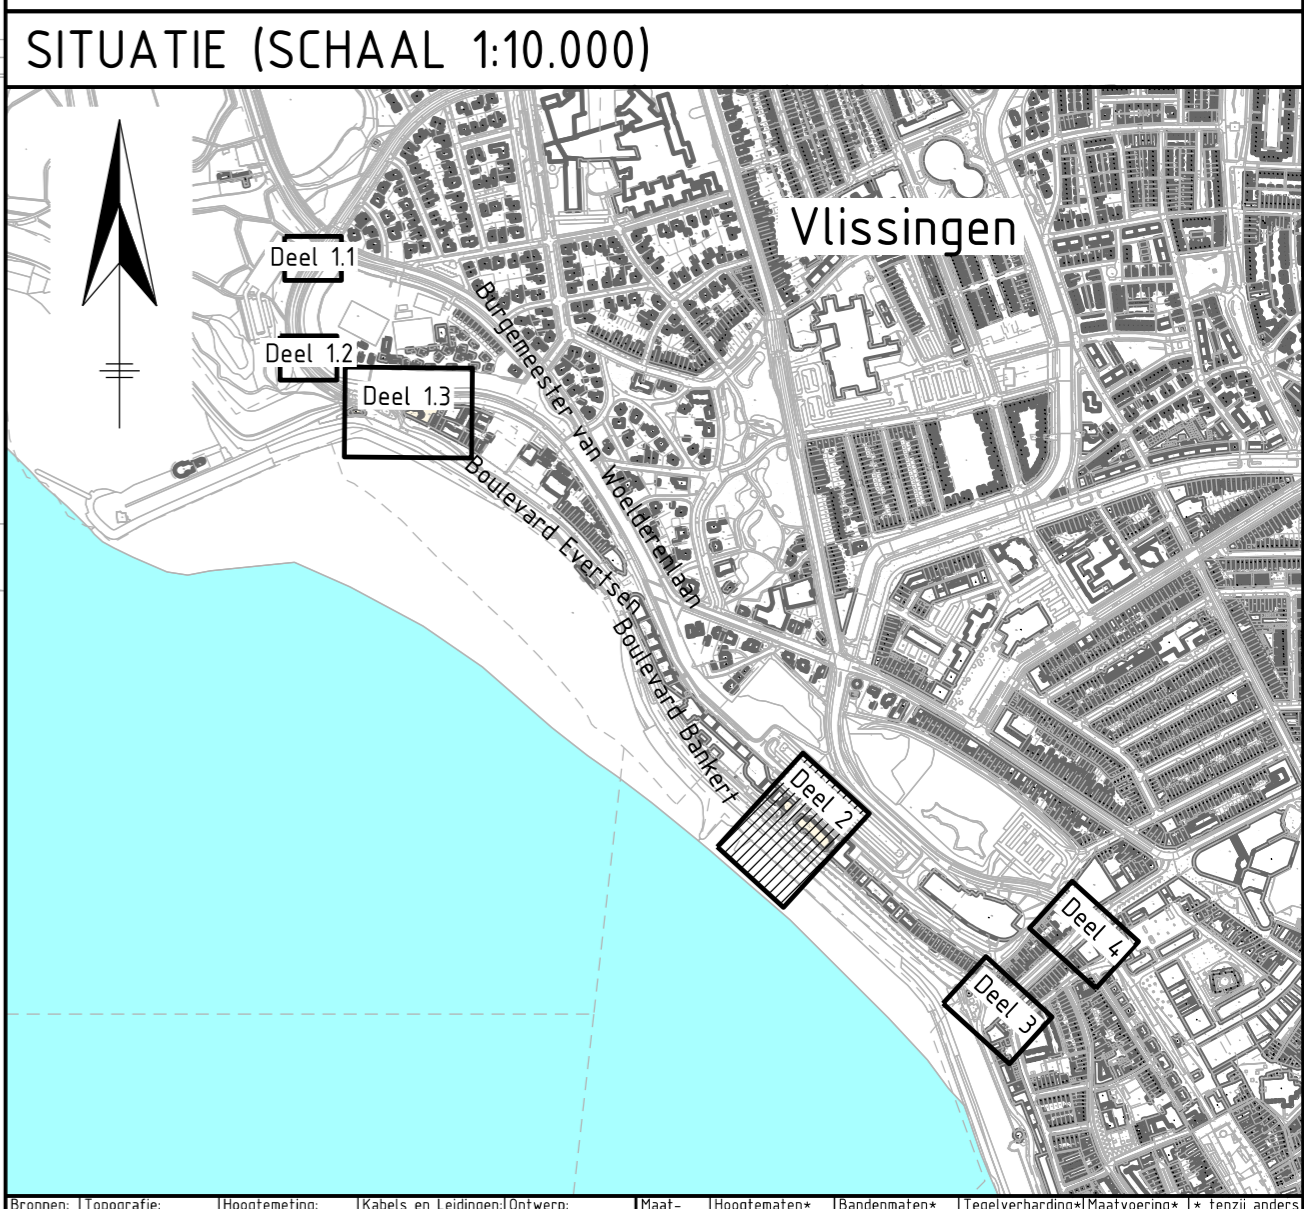 SITUATIE (SCHAAL 1:10.000)
Vlissingen
Deel 1.1
Burgemeester van Woelderenlaan
Deel 1.2
Deel 1.3
Boulevard Evertsen
Boulevard Bankert
Deel 2
Deel 4
Deel 3
Bronnen: Topografie: Hoogtemeting: Kabels en Leidingen: Ontwerp: Maat- Hoogtematen* Bandenmaten* Tegelverharding* Maatvoering* * tenzij anders